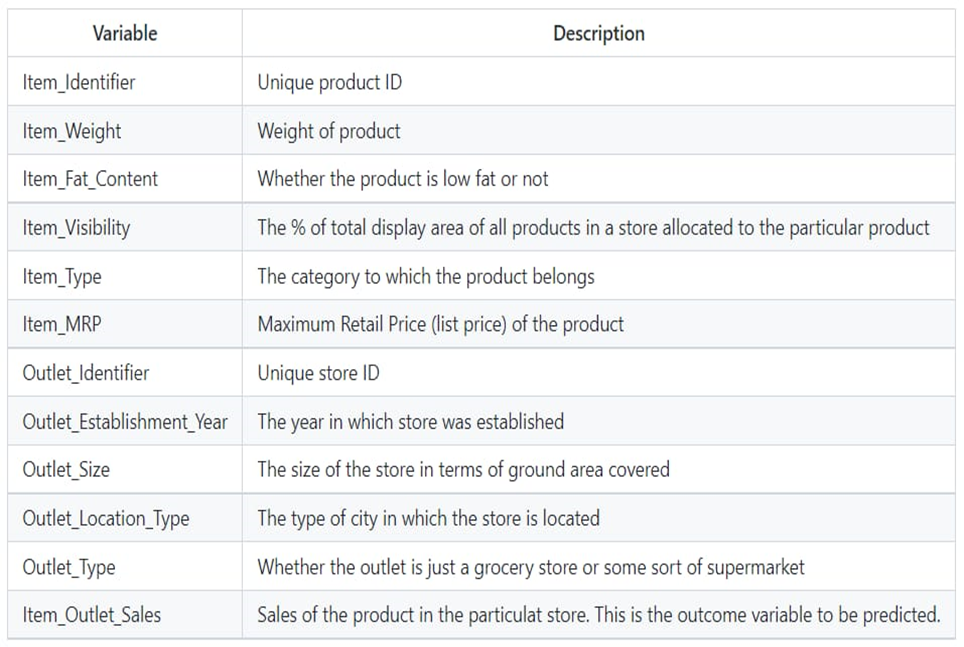 Variable Description
Item_Identifier Unique product ID
Item_Weight Weight of product
Item_Fat_Content Whether the product is low fat or not
Item_Visibility The % of total display area of all products in a store allocated to the particular product
Item_Type The category to which the product belongs
Item_MRP Maximum Retail Price (list price) of the product
Outlet_Identifier Unique store ID
Outlet_Establishment_Year The year in which store was established
Outlet_Size The size of the store in terms of ground area covered
Outlet_Location_Type The type of city in which the store is located
Outlet_Type Whether the outlet is just a grocery store or some sort of supermarket
Item_Outlet_Sales Sales of the product in the particulat store. This is the outcome variable to be predicted.